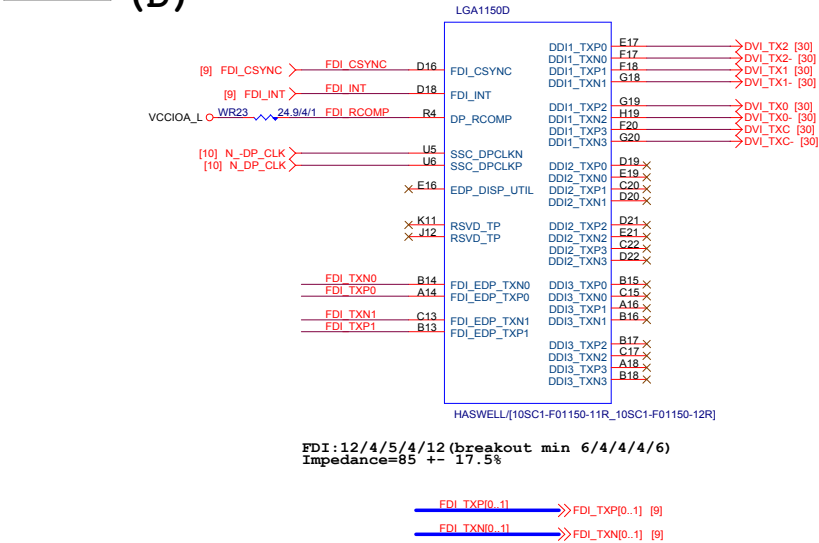 (D)
LGA1150D
[9] FDI_CSYNC FDI_CSYNC D16 FDI_CSYNC
[9] FDI_INT FDI_INT D18 FDI_INT
VCCIOA_L WR23 24.9/4/1 FDI_RCOMP R4 DP_RCOMP
[10] N_-DP_CLK U5 SSC_DPCLKN
[10] N_DP_CLK U6 SSC_DPCLKP
E16 EDP_DISP_UTIL
K11 RSVD_TP
J12 RSVD_TP
FDI_TXN0 B14 FDI_EDP_TXN0
FDI_TXP0 A14 FDI_EDP_TXP0
FDI_TXN1 C13 FDI_EDP_TXN1
FDI_TXP1 B13 FDI_EDP_TXP1
DDI1_TXP0 E17 DVI_TX2 [30]
DDI1_TXN0 F17 DVI_TX2- [30]
DDI1_TXP1 F18 DVI_TX1 [30]
DDI1_TXN1 G18 DVI_TX1- [30]
DDI1_TXP2 G19 DVI_TX0 [30]
DDI1_TXN2 H19 DVI_TX0- [30]
DDI1_TXP3 F20 DVI_TXC [30]
DDI1_TXN3 G20 DVI_TXC- [30]
DDI2_TXP0 D19
DDI2_TXN0 E19
DDI2_TXP1 C20
DDI2_TXN1 D20
DDI2_TXP2 D21
DDI2_TXN2 E21
DDI2_TXP3 C22
DDI2_TXN3 D22
DDI3_TXP0 B15
DDI3_TXN0 C15
DDI3_TXP1 A16
DDI3_TXN1 B16
DDI3_TXP2 B17
DDI3_TXN2 C17
DDI3_TXP3 A18
DDI3_TXN3 B18
HASWELL/[10SC1-F01150-11R_10SC1-F01150-12R]
FDI:12/4/5/4/12(breakout min 6/4/4/4/6)
Impedance=85 +- 17.5%
FDI_TXP[0..1] FDI_TXP[0..1] [9]
FDI_TXN[0..1] FDI_TXN[0..1] [9]